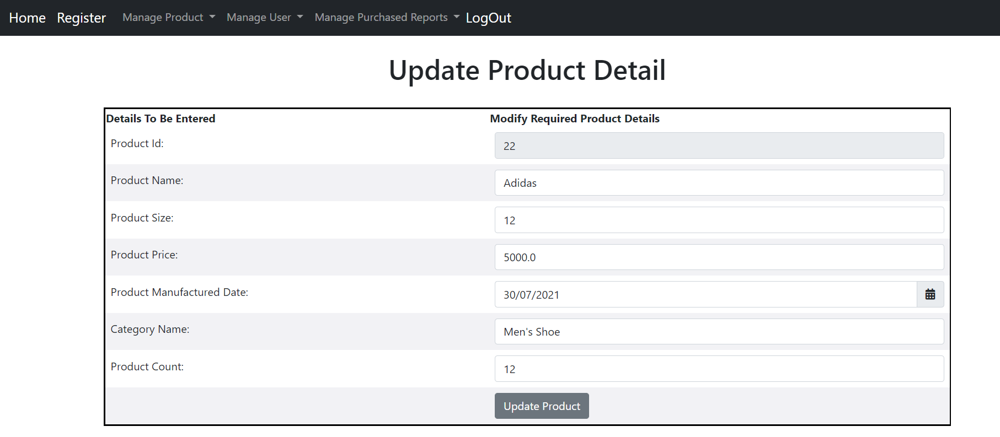 Home Register Manage Product Manage User Manage Purchased Reports LogOut
Update Product Detail
Details To Be Entered Modify Required Product Details
Product Id: 22
Product Name: Adidas
Product Size: 12
Product Price: 5000.0
Product Manufactured Date: 30/07/2021
Category Name: Men's Shoe
Product Count: 12
Update Product